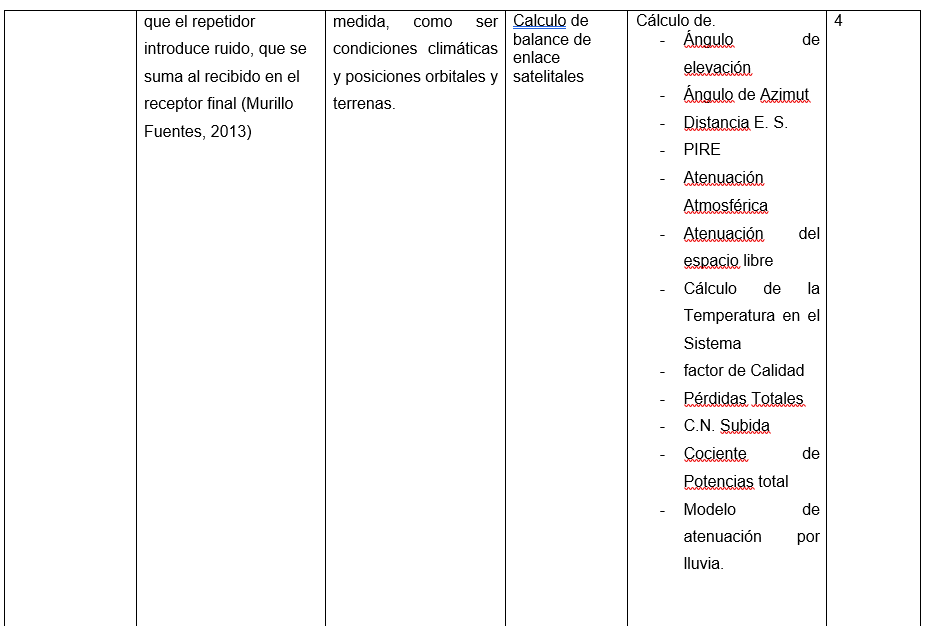 que el repetidor
introduce ruido, que se
suma al recibido en el
receptor final (Murillo
Fuentes, 2013)
medida, como ser
condiciones climáticas
y posiciones orbitales y
terrenas.
Calculo de
balance de
enlace
satelitales
Cálculo de.
- Ángulo de
elevación
- Ángulo de Azimut
- Distancia E. S.
- PIRE
- Atenuación
Atmosférica
- Atenuación del
espacio libre
- Cálculo de la
Temperatura en el
Sistema
- factor de Calidad
- Pérdidas Totales
- C.N. Subida
- Cociente de
Potencias total
- Modelo de
atenuación por
lluvia.
4